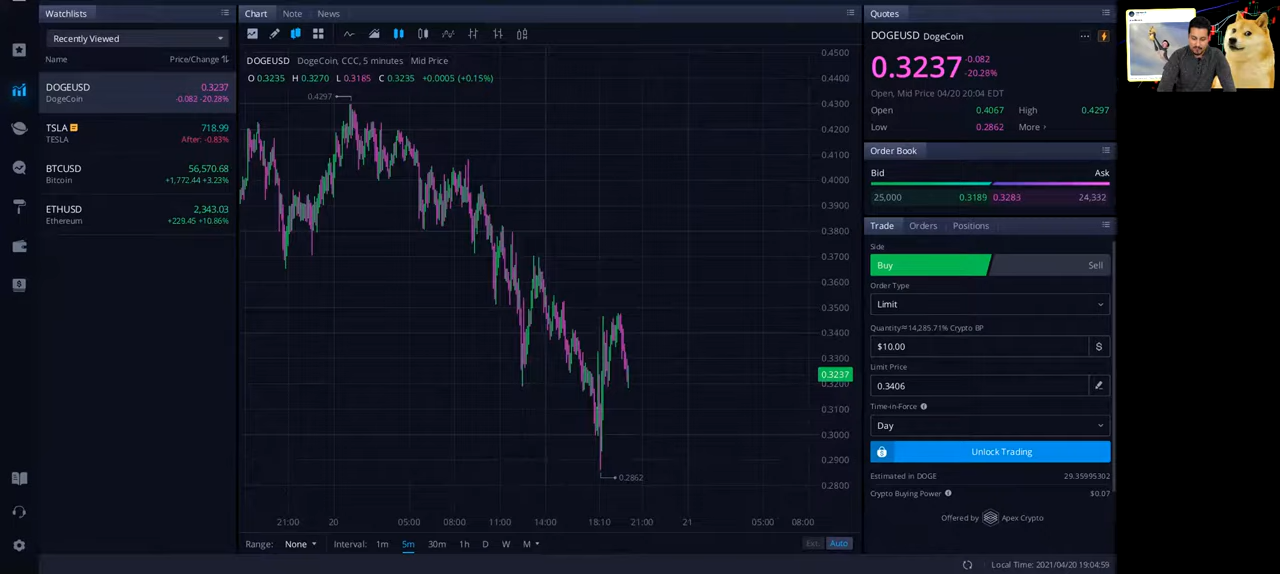 Watchlists
Recently Viewed
Name Price/Change
DOGEUSD 0.3237
DogeCoin -0.082 -20.28%
TSLA 718.99
TESLA After: -0.83%
BTCUSD 56,570.68
Bitcoin +1,772.44 +3.23%
ETHUSD 2,343.03
Ethereum +229.45 +10.86%
Chart Note News
DOGEUSD DogeCoin, CCC, 5 minutes Mid Price
O 0.3235 H 0.3270 L 0.3185 C 0.3235 +0.0005 (+0.15%)
0.4297
0.2862
0.4500
0.4400
0.4300
0.4200
0.4100
0.4000
0.3900
0.3800
0.3700
0.3600
0.3500
0.3400
0.3300
0.3237
0.3200
0.3100
0.3000
0.2900
0.2800
21:00 20 05:00 08:00 11:00 14:00 18:10 21:00 21 05:00 08:00
Range: None Interval: 1m 5m 30m 1h D W M
Ext. Auto
Quotes
DOGEUSD DogeCoin
0.3237 -0.082
-20.28%
Open, Mid Price 04/20 20:04 EDT
Open 0.4067 High 0.4297
Low 0.2862 More
Order Book
Bid Ask
25,000 0.3189 0.3283 24,332
Trade Orders Positions
Side
Buy Sell
Order Type
Limit
Quantity≈14,285.71% Crypto BP
$10.00 $
Limit Price
0.3406
Time-in-Force
Day
Unlock Trading
Estimated in DOGE 29.35995302
Crypto Buying Power $0.07
Offered by Apex Crypto
Local Time: 2021/04/20 19:04:59